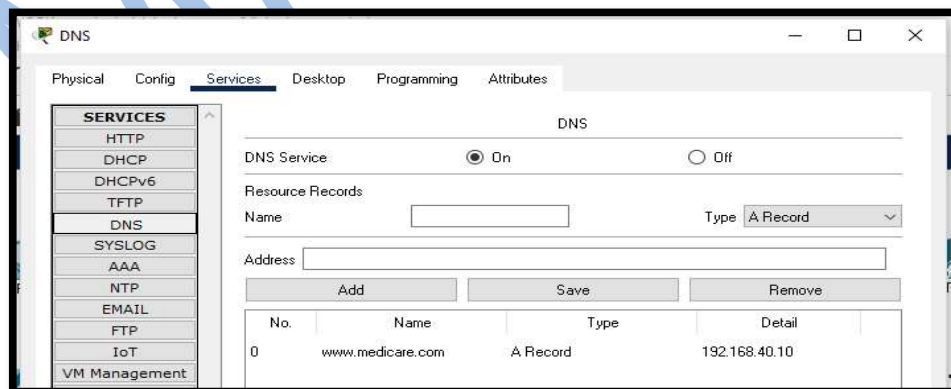 DNS
Physical Config Services Desktop Programming Attributes
SERVICES
HTTP
DHCP
DHCPv6
TFTP
DNS
SYSLOG
AAA
NTP
EMAIL
FTP
IoT
VM Management
DNS
DNS Service On Off
Resource Records
Name Type A Record
Address
Add Save Remove
No. Name Type Detail
0 www.medicare.com A Record 192.168.40.10